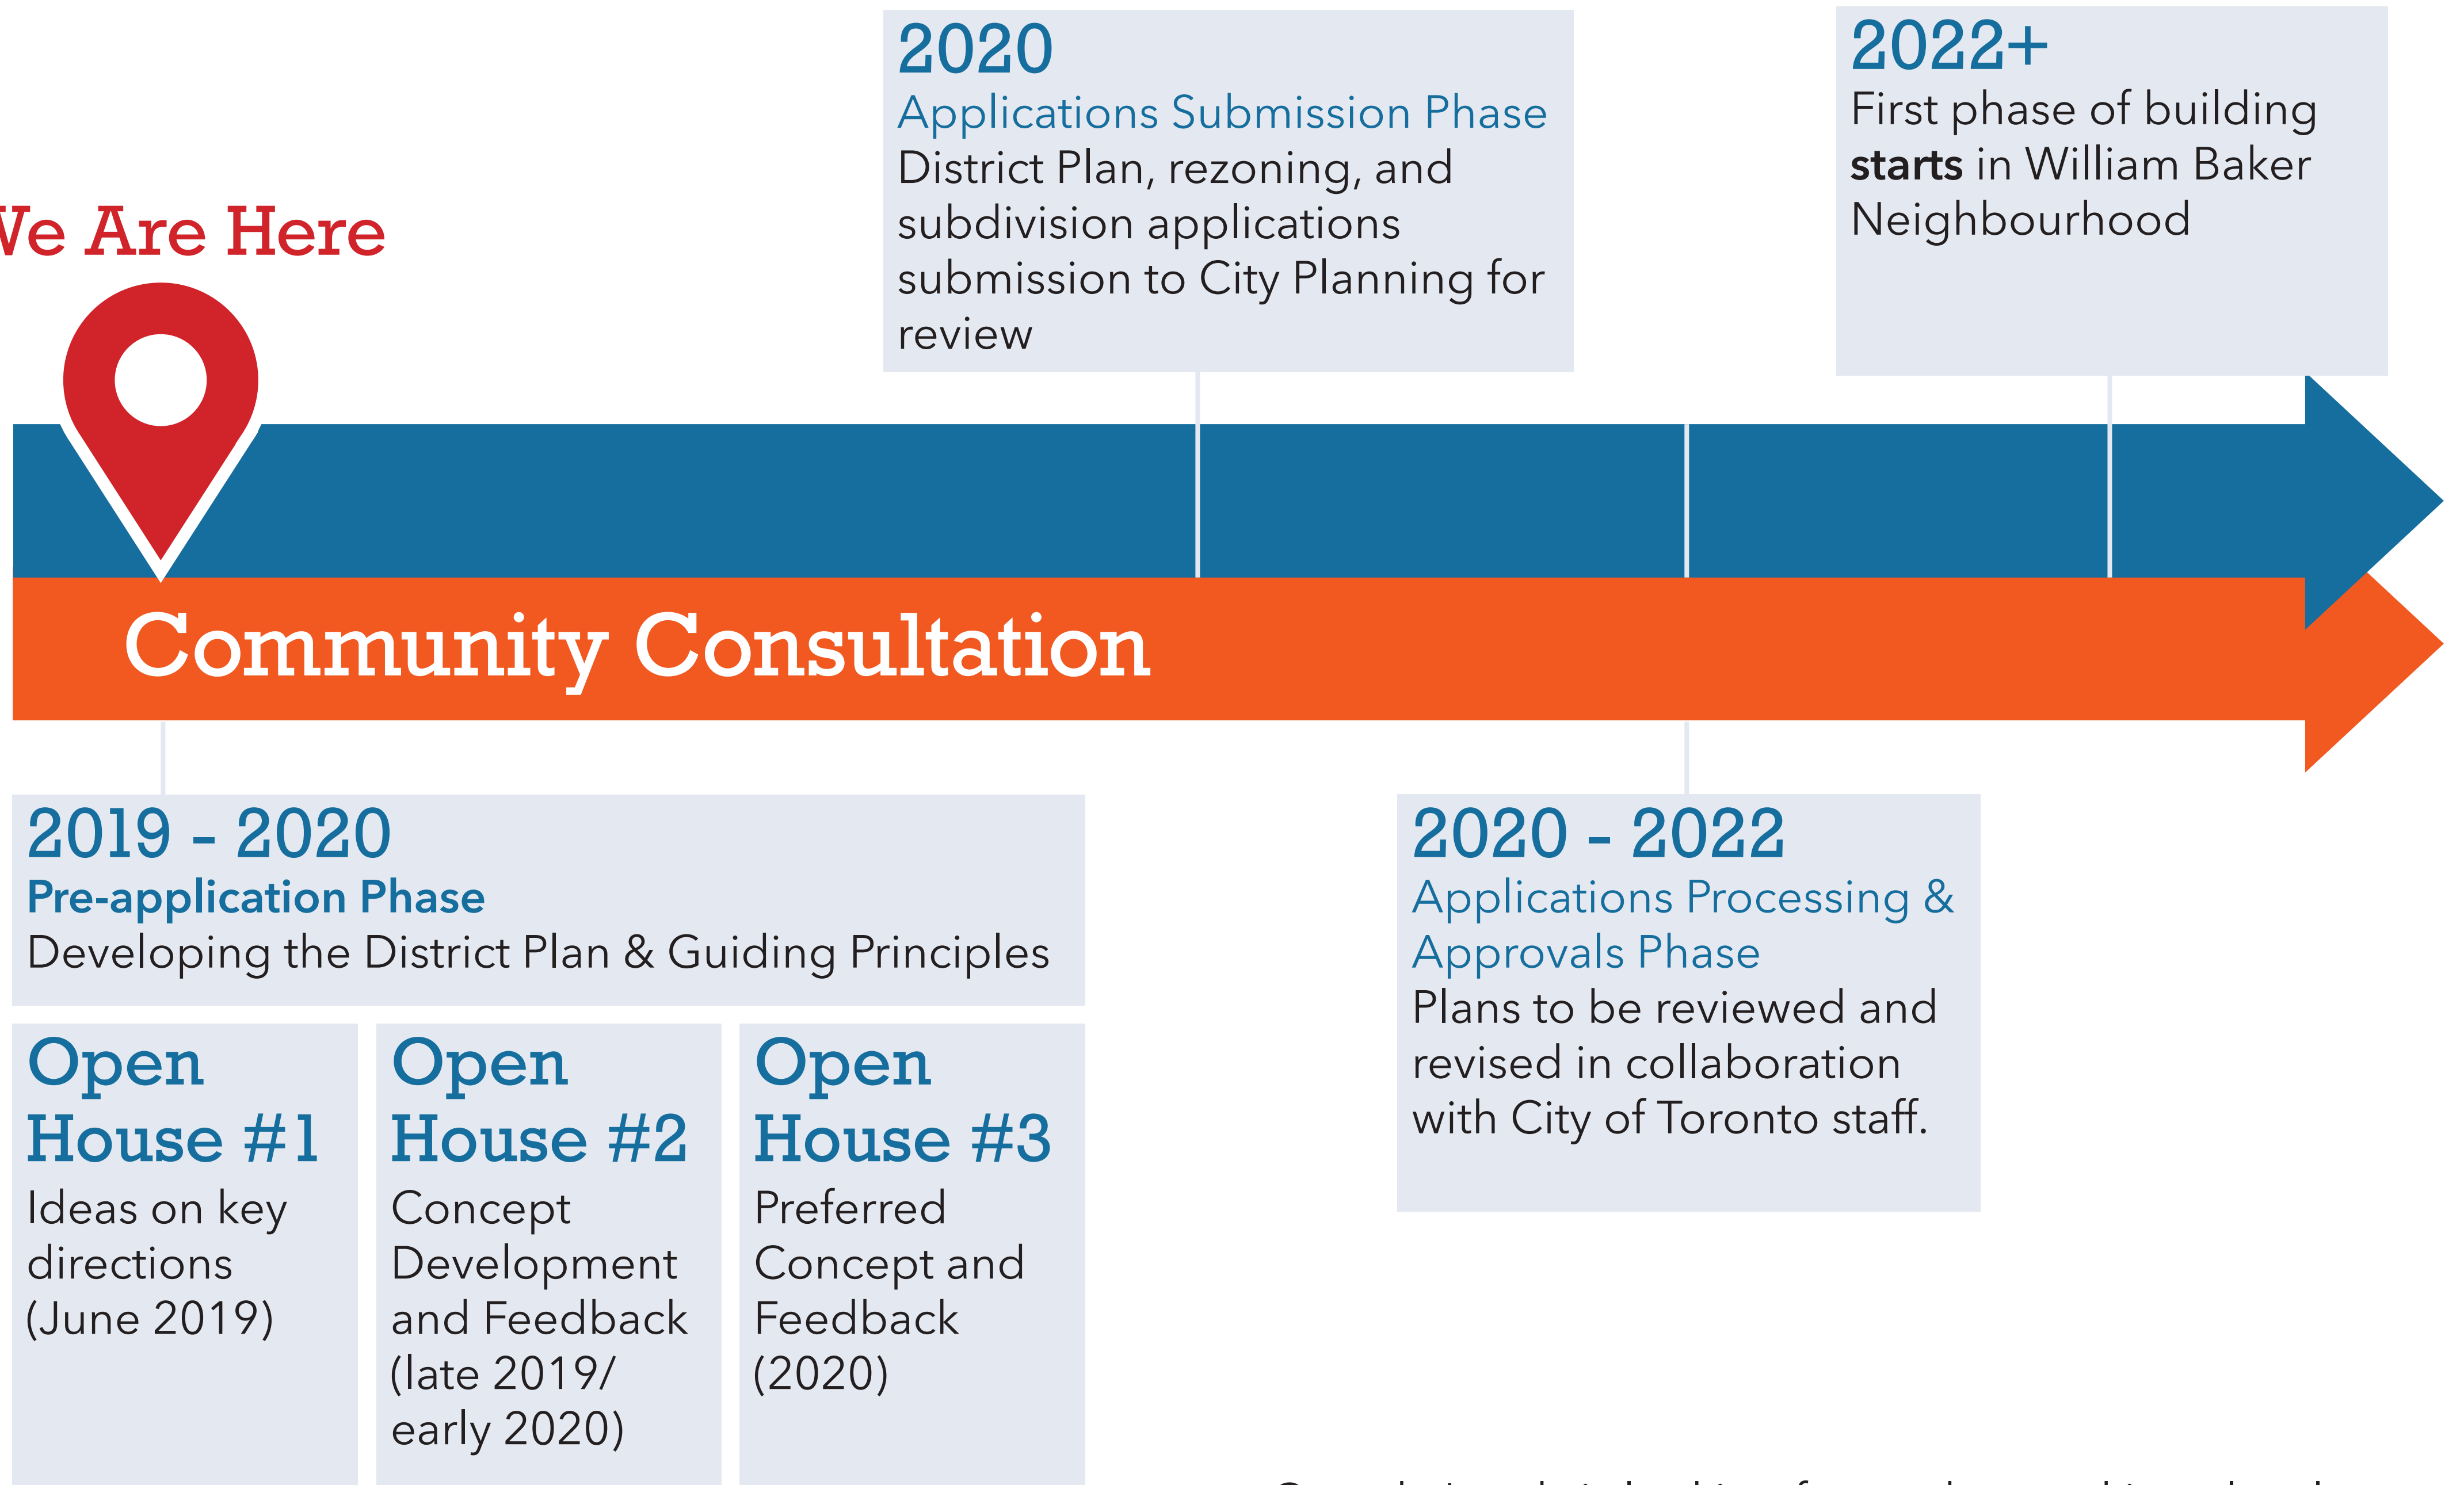 2020
Applications Submission Phase
District Plan, rezoning, and
subdivision applications
submission to City Planning for
review
2022+
First phase of building
starts in William Baker
Neighbourhood
We Are Here
Community Consultation
2019 - 2020
Pre-application Phase
Developing the District Plan & Guiding Principles
Open
House #1
Ideas on key
directions
(June 2019)
Open
House #2
Concept
Development
and Feedback
(late 2019/
early 2020)
Open
House #3
Preferred
Concept and
Feedback
(2020)
2020 - 2022
Applications Processing &
Approvals Phase
Plans to be reviewed and
revised in collaboration
with City of Toronto staff.